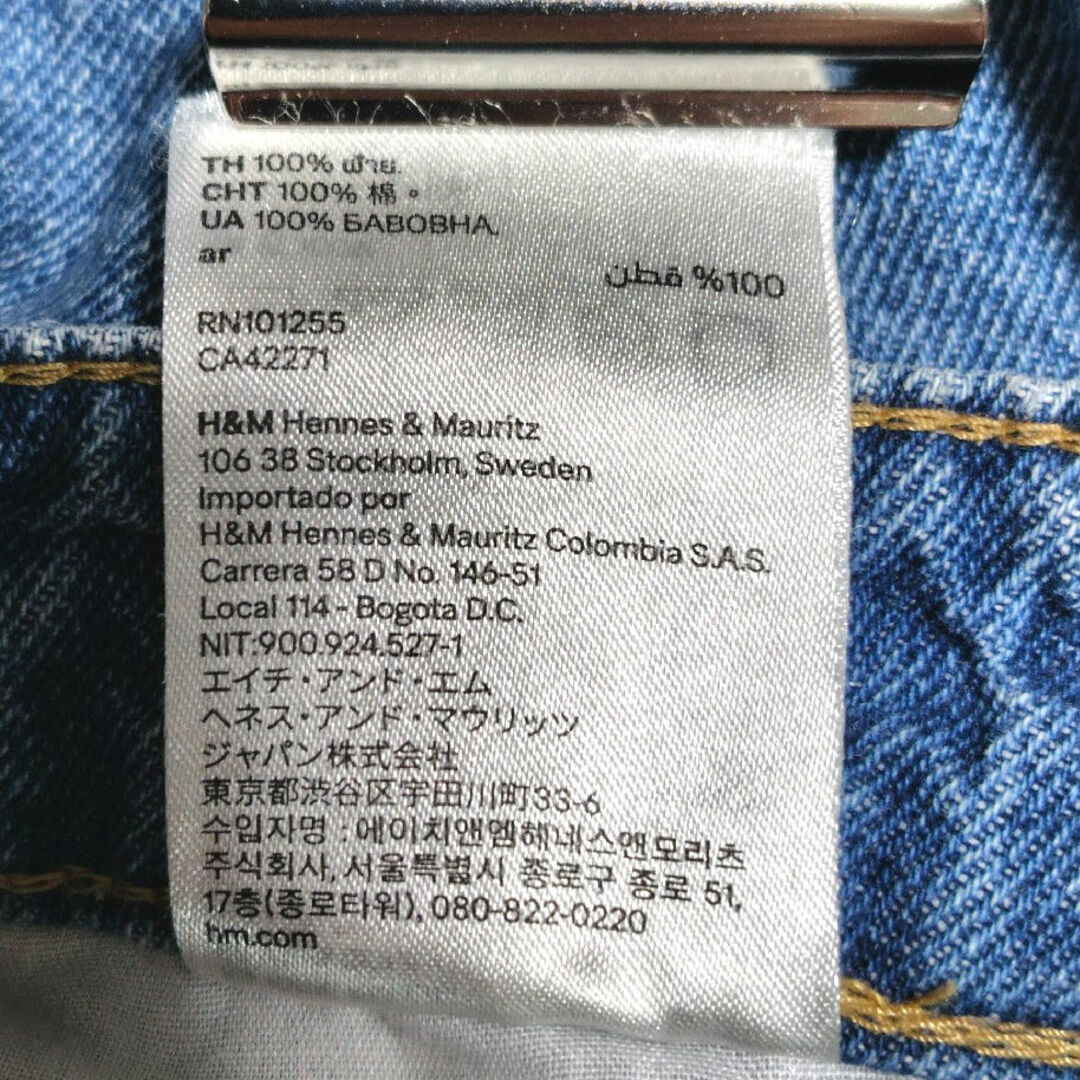 TH 100% ฝ้าย.
CHT 100% 棉。
UA 100% БАВОВНА.
ar
100% قطن
RN101255
CA42271
H&M Hennes & Mauritz
106 38 Stockholm, Sweden
Importado por
H&M Hennes & Mauritz Colombia S.A.S.
Carrera 58 D No. 146-51
Local 114 - Bogota D.C.
NIT:900.924.527-1
エイチ・アンド・エム
ヘネス・アンド・マウリッツ
ジャパン株式会社
東京都渋谷区宇田川町33-6
수입자명 : 에이치앤엠헤네스앤모리츠
주식회사, 서울특별시 종로구 종로 51,
17층(종로타워), 080-822-0220
hm.com